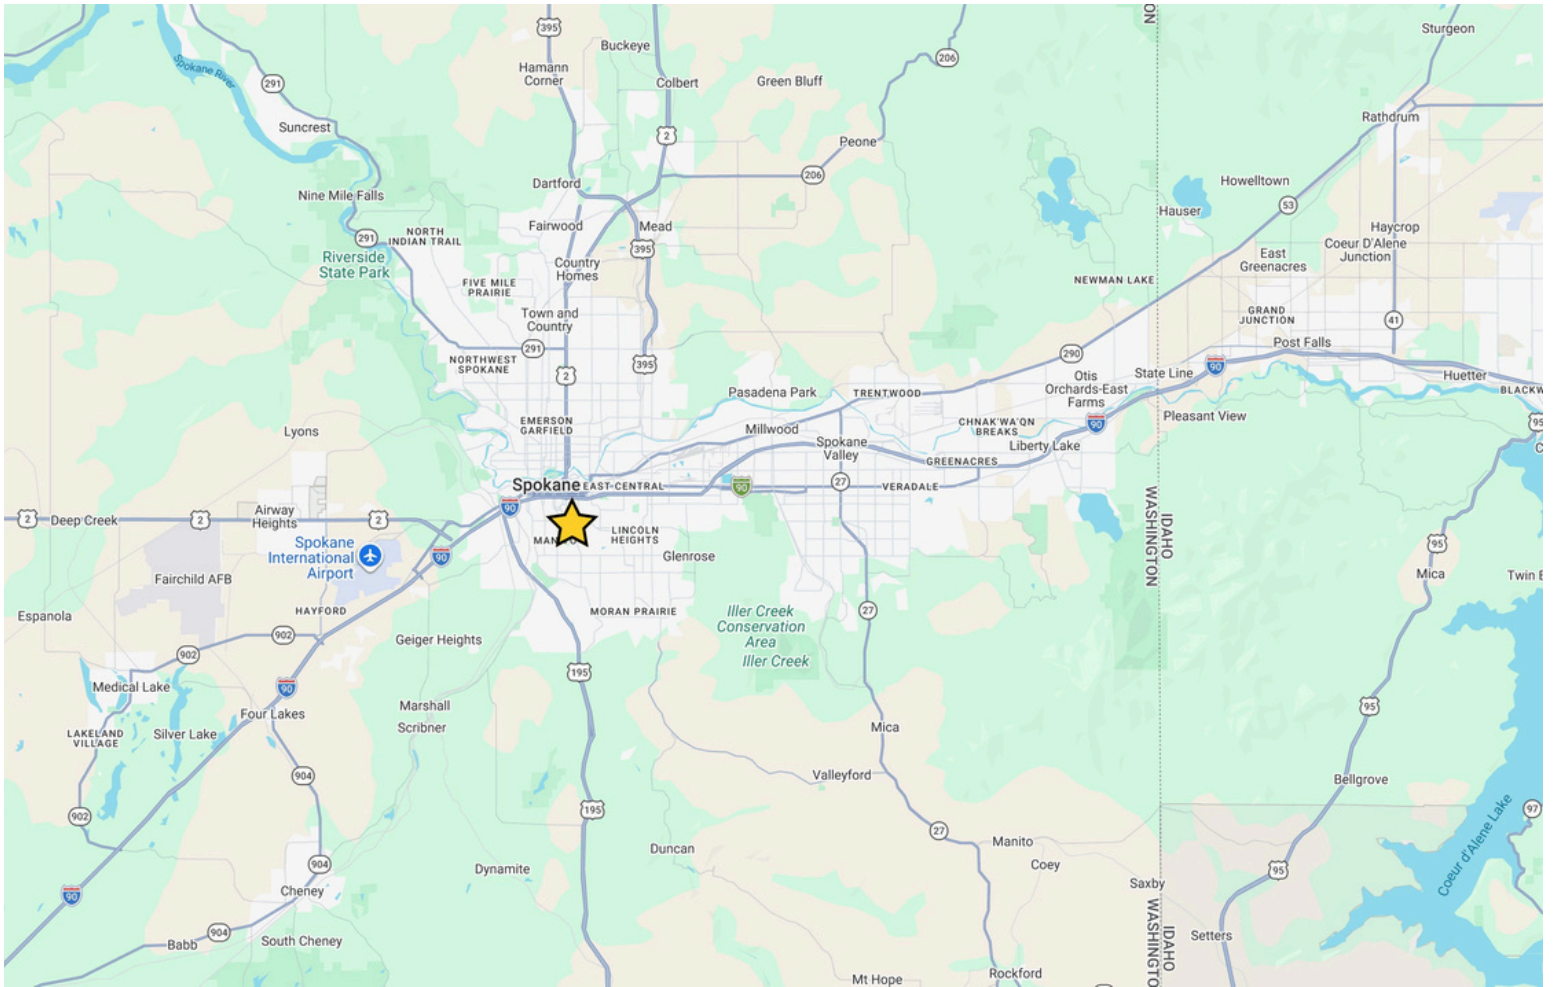 395
ON
Sturgeon
Buckeye
206
Spokane River
Hamann
Corner
291
Colbert
Green Bluff
Rathdrum
Suncrest
2
Peone
206
Howelltown
Dartford
Nine Mile Falls
53
Hauser
Fairwood
Mead
Haycrop
NORTH
INDIAN TRAIL
291
395
Coeur D'Alene
Junction
East
Greenacres
Riverside
State Park
Country
Homes
FIVE MILE
PRAIRIE
NEWMAN LAKE
Town and
Country
GRAND
JUNCTION
41
Post Falls
291
290
NORTHWEST
SPOKANE
395
2
State Line
90
Huetter
Otis
Orchards-East
Farms
Pasadena Park
TRENTWOOD
BLACKW
Pleasant View
90
95
EMERSON
GARFIELD
Lyons
Millwood
CHNAK'WA'QN
BREAKS
Spokane
Valley
Liberty Lake
C
GREENACRES
Spokane
EAST CENTRAL
90
27
VERADALE
90
2
Deep Creek
2
Airway
Heights
2
IDAHO
WASHINGTON
LINCOLN
HEIGHTS
MAN
O
95
Spokane
International
Airport
90
Glenrose
Mica
Twin B
Fairchild AFB
HAYFORD
MORAN PRAIRIE
27
Iller Creek
Conservation
Area
Espanola
902
Geiger Heights
902
Iller Creek
195
Medical Lake
90
Marshall
95
Four Lakes
Scribner
Mica
LAKELAND
VILLAGE
Silver Lake
904
Valleyford
Bellgrove
902
195
97
27
Manito
Coeur d'Alene Lake
Duncan
904
Dynamite
Coey
95
Cheney
90
Saxby
904
Babb
South Cheney
Setters
IDAHO
WASHINGTO
Mt Hope
Rockford